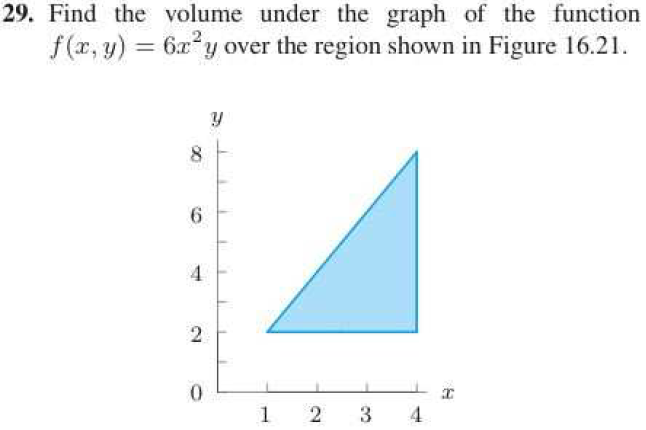 29. Find the volume under the graph of the function
f(x, y) = 6x²y over the region shown in Figure 16.21.
y
8
6
4
2
0
x
1 2 3 4